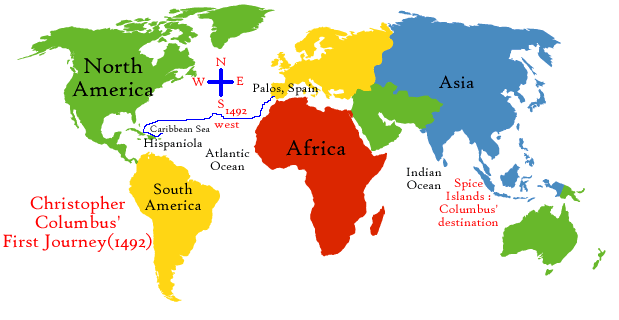 North
America
N
W
E
S
1492
west
Palos, Spain
Asia
Caribbean Sea
Hispaniola
Atlantic
Ocean
Africa
Indian
Ocean
South
America
Spice
Islands :
Columbus'
destination
Christopher
Columbus'
First Journey(1492)